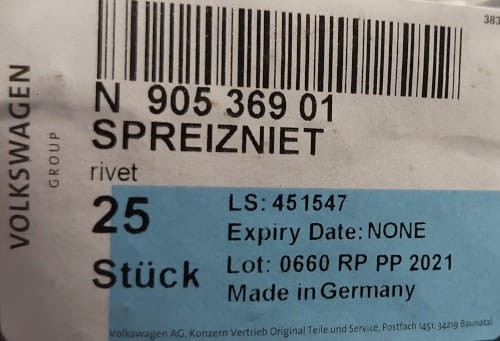 383
VOLKSWAGEN
GROUP
N 905 369 01
SPREIZNIET
rivet
25
Stück
LS: 451547
Expiry Date: NONE
Lot: 0660 RP PP 2021
Made in Germany
Volkswagen AG, Konzern Vertrieb Original Teile und Service, Postfach 1451, 34219 Baunatal